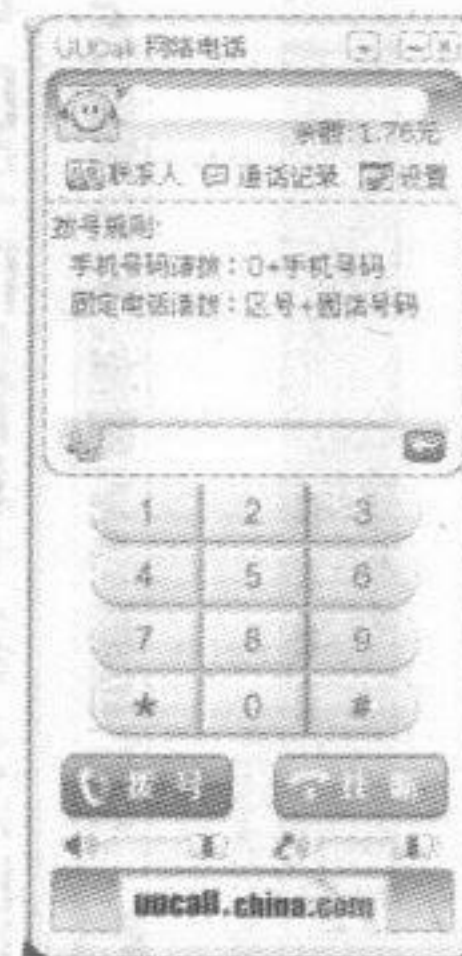 UUCall 网络电话
余额:1.76元
联系人 通话记录 设置
拨号规则:
手机号码请拨：0+手机号码
固定电话请拨：区号+固话号码
1 2 3
4 5 6
7 8 9
* 0 #
拨号 挂断
uucall.china.com